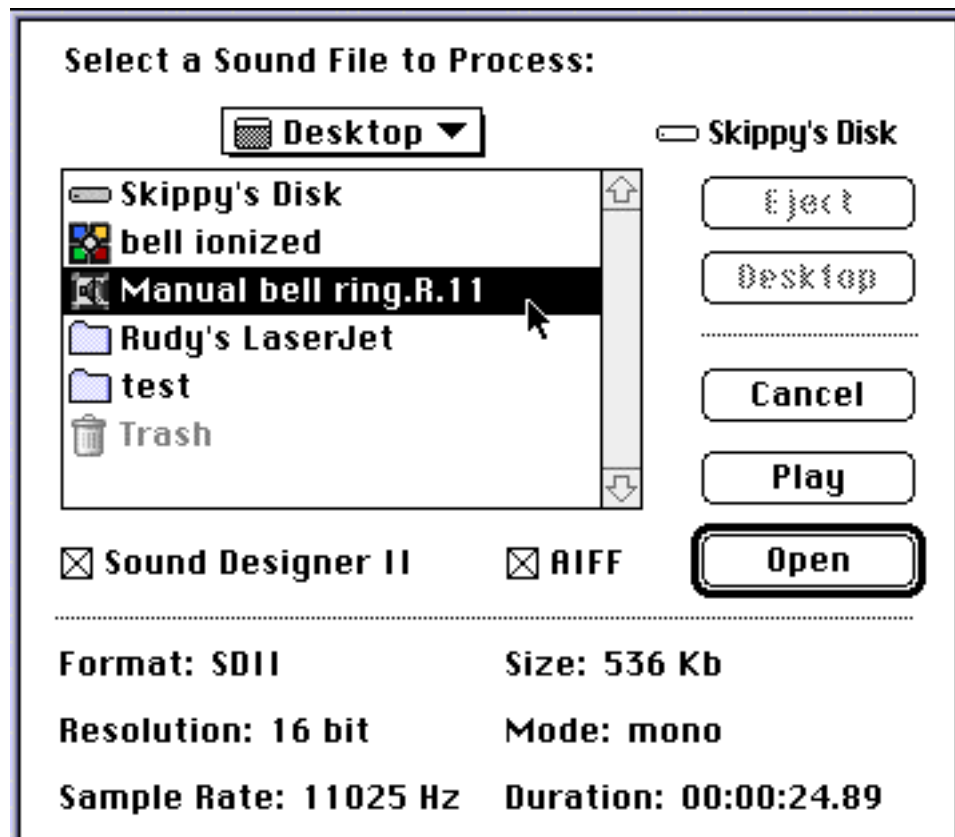 Select a Sound File to Process:
Desktop
Skippy's Disk
Skippy's Disk
bell ionized
Manual bell ring.R.11
Rudy's LaserJet
test
Trash
Eject
Desktop
Cancel
Play
Open
Sound Designer II
AIFF
Format: SDII
Size: 536 Kb
Resolution: 16 bit
Mode: mono
Sample Rate: 11025 Hz
Duration: 00:00:24.89